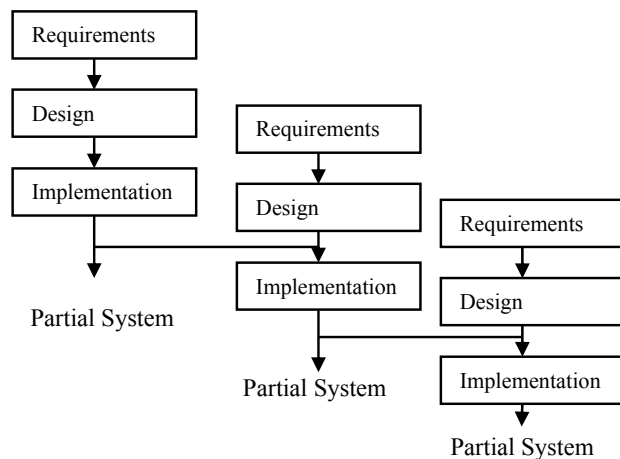 Requirements
Design
Implementation
Partial System
Requirements
Design
Implementation
Partial System
Requirements
Design
Implementation
Partial System